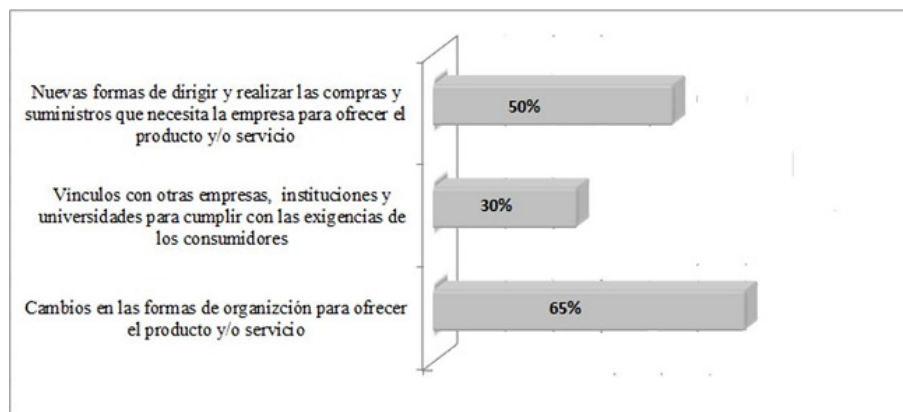 Nuevas formas de dirigir y realizar las compras y
suministros que necesita la empresa para ofrecer el
producto y/o servicio
50%
Vinculos con otras empresas, instituciones y
universidades para cumplir con las exigencias de
los consumidores
30%
Cambios en las formas de organizción para ofrecer
el producto y/o servicio
65%